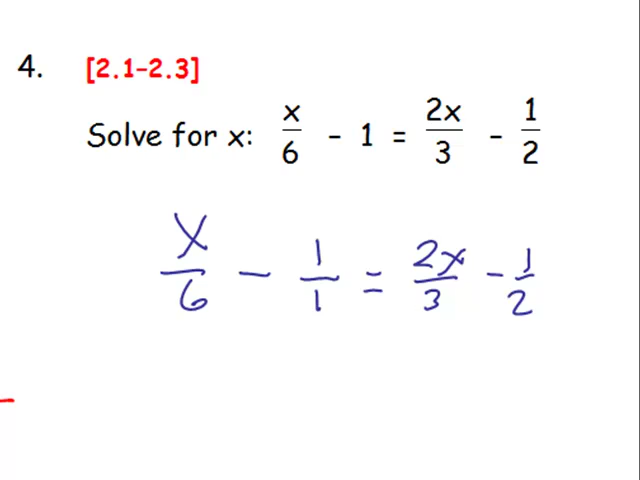 4. [2.1-2.3]
Solve for x: x/6 - 1 = 2x/3 - 1/2
x/6 - 1/1 = 2x/3 - 1/2